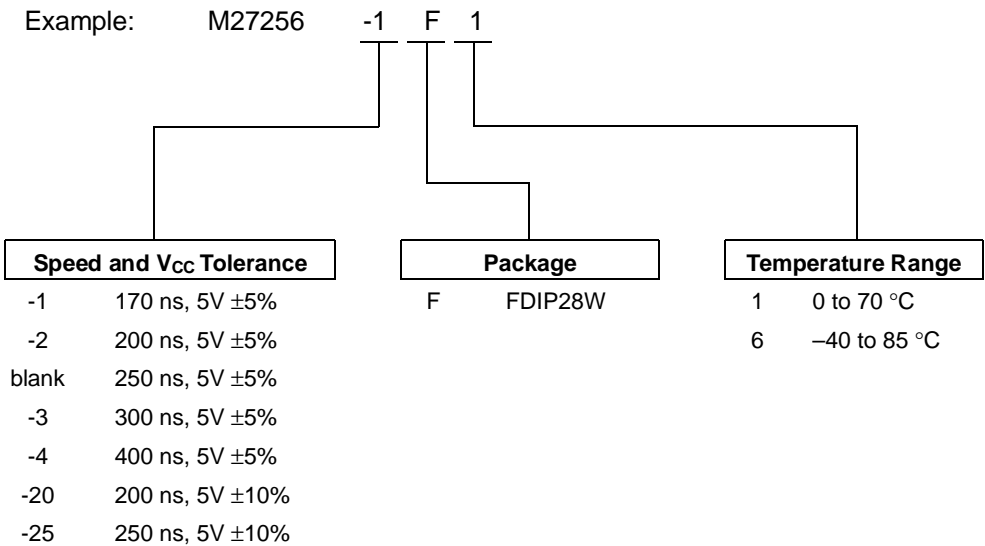 Example: M27256 -1 F 1
Speed and VCC Tolerance
-1 170 ns, 5V ±5%
-2 200 ns, 5V ±5%
blank 250 ns, 5V ±5%
-3 300 ns, 5V ±5%
-4 400 ns, 5V ±5%
-20 200 ns, 5V ±10%
-25 250 ns, 5V ±10%
Package
F FDIP28W
Temperature Range
1 0 to 70 °C
6 –40 to 85 °C